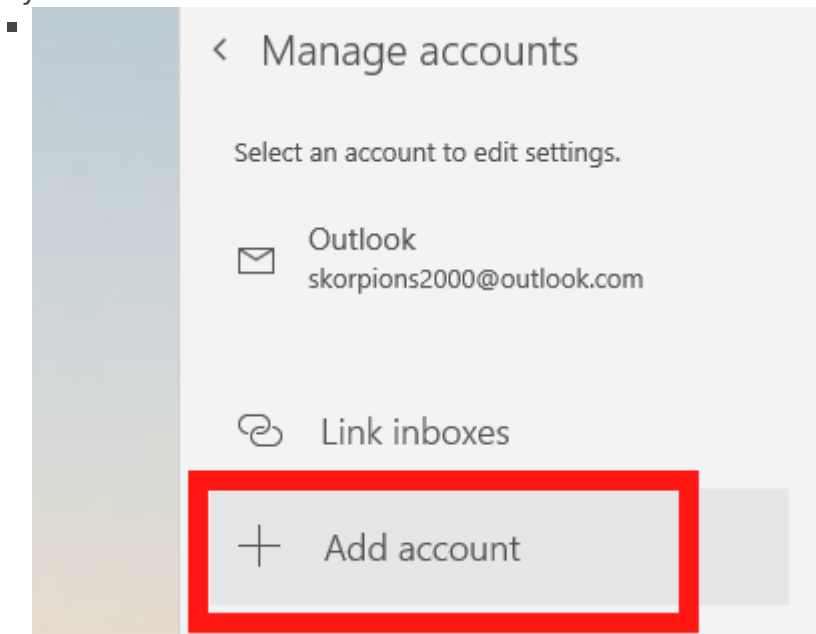 Manage accounts
Select an account to edit settings.
Outlook
skorpions2000@outlook.com
Link inboxes
Add account